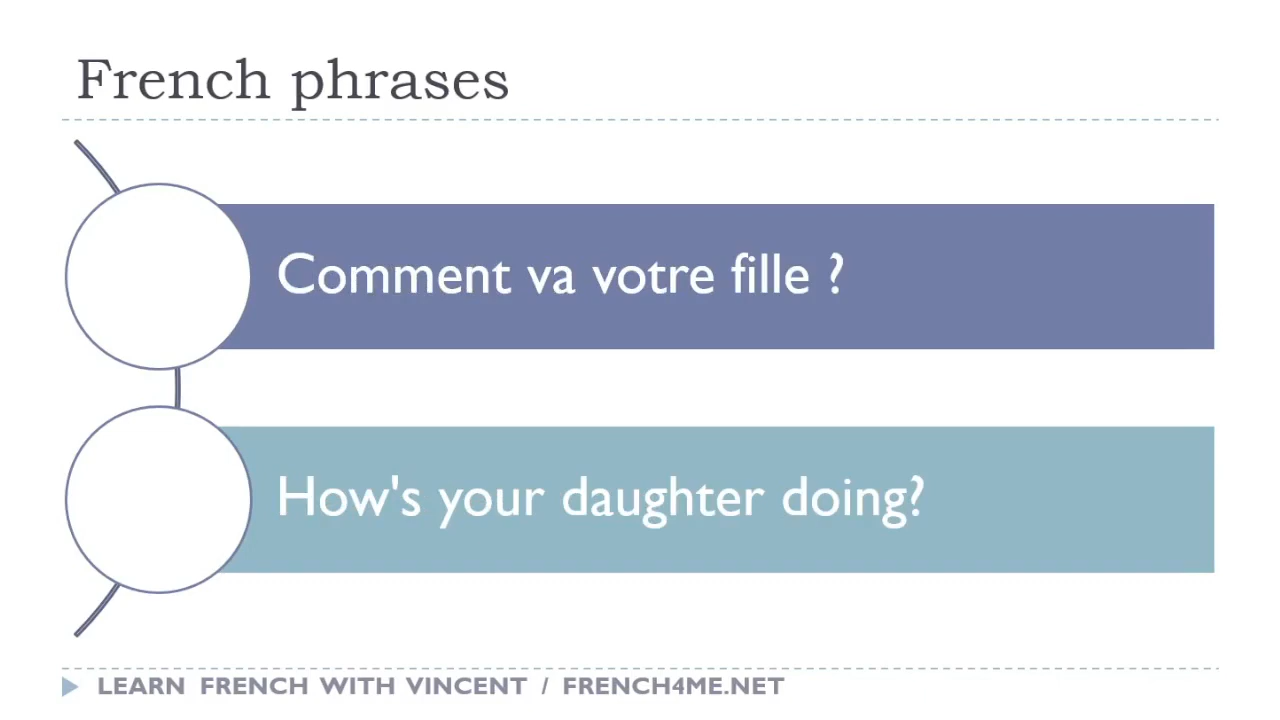 French phrases
Comment va votre fille ?
How's your daughter doing?
LEARN FRENCH WITH VINCENT / FRENCH4ME.NET